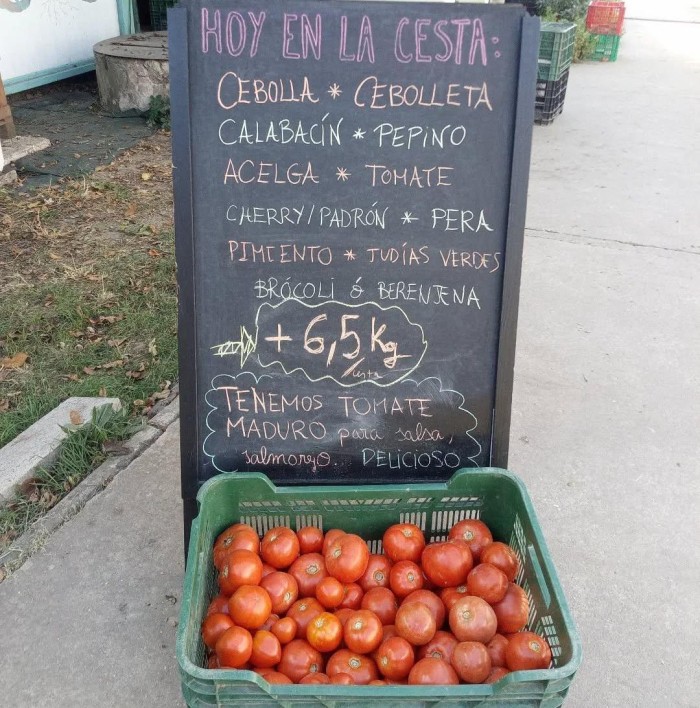 HOY EN LA CESTA:
CEBOLLA * CEBOLLETA
CALABACÍN * PEPINO
ACELGA * TOMATE
CHERRY/PADRÓN * PERA
PIMIENTO * JUDÍAS VERDES
BRÓCOLI & BERENJENA
+ 6,5 Kg
/cesta
TENEMOS TOMATE
MADURO para salsa,
salmorejo... DELICIOSO